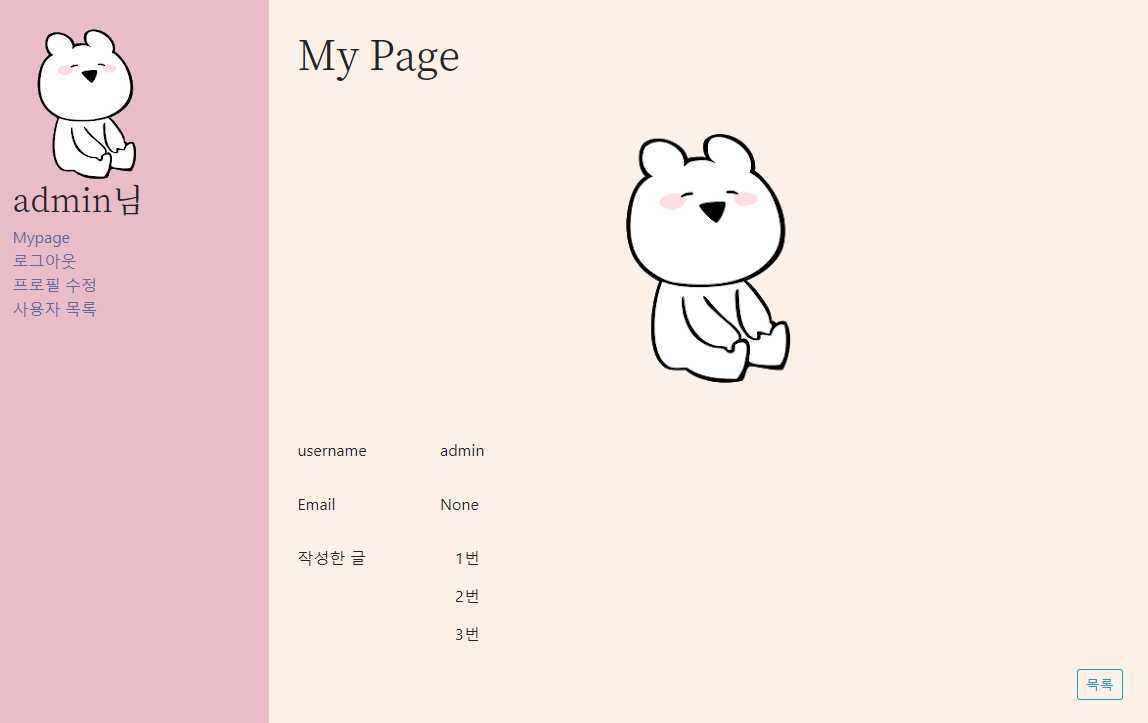 admin님
Mypage
로그아웃
프로필 수정
사용자 목록
My Page
username admin
Email None
작성한 글 1번
2번
3번
목록